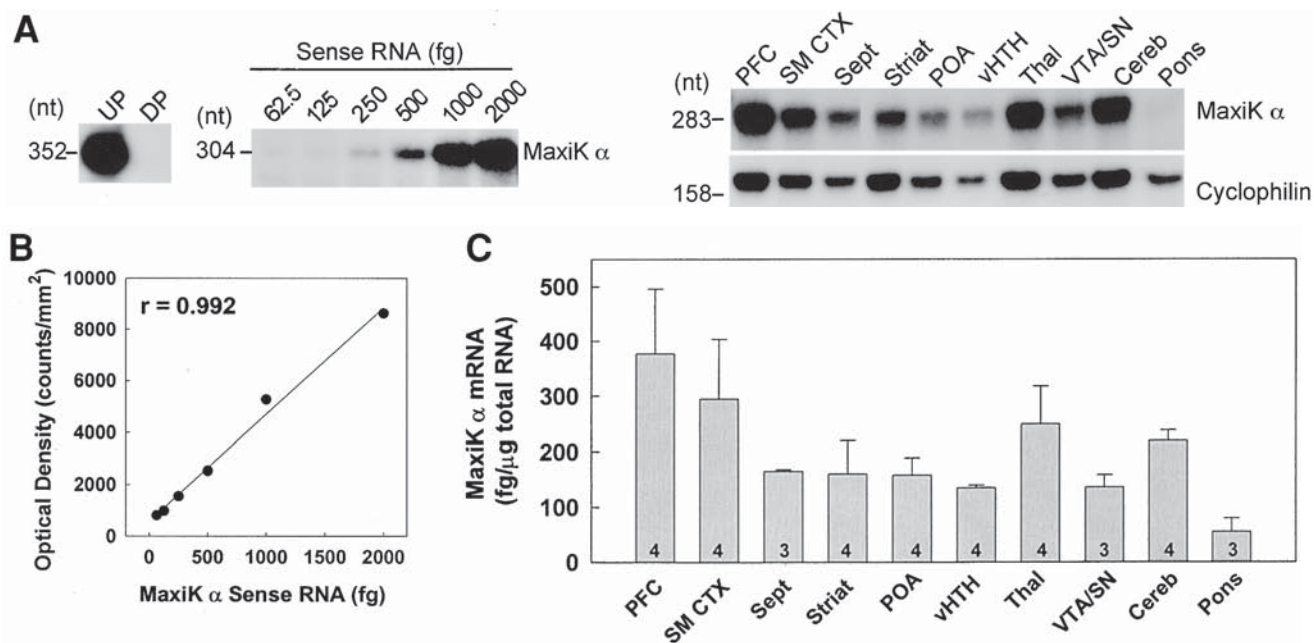 A
Sense RNA (fg)
(nt) UP DP
352
(nt) 62.5 125 250 500 1000 2000
304 MaxiK α
(nt) PFC SM CTX Sept Striat POA vHTH Thal VTA/SN Cereb Pons
283 MaxiK α
158 Cyclophilin
B
r = 0.992
Optical Density (counts/mm²)
10000
8000
6000
4000
2000
0
0 500 1000 1500 2000
MaxiK α Sense RNA (fg)
C
MaxiK α mRNA
(fg/μg total RNA)
500
400
300
200
100
0
4 4 3 4 4 4 4 3 4 3
PFC SM CTX Sept Striat POA vHTH Thal VTA/SN Cereb Pons